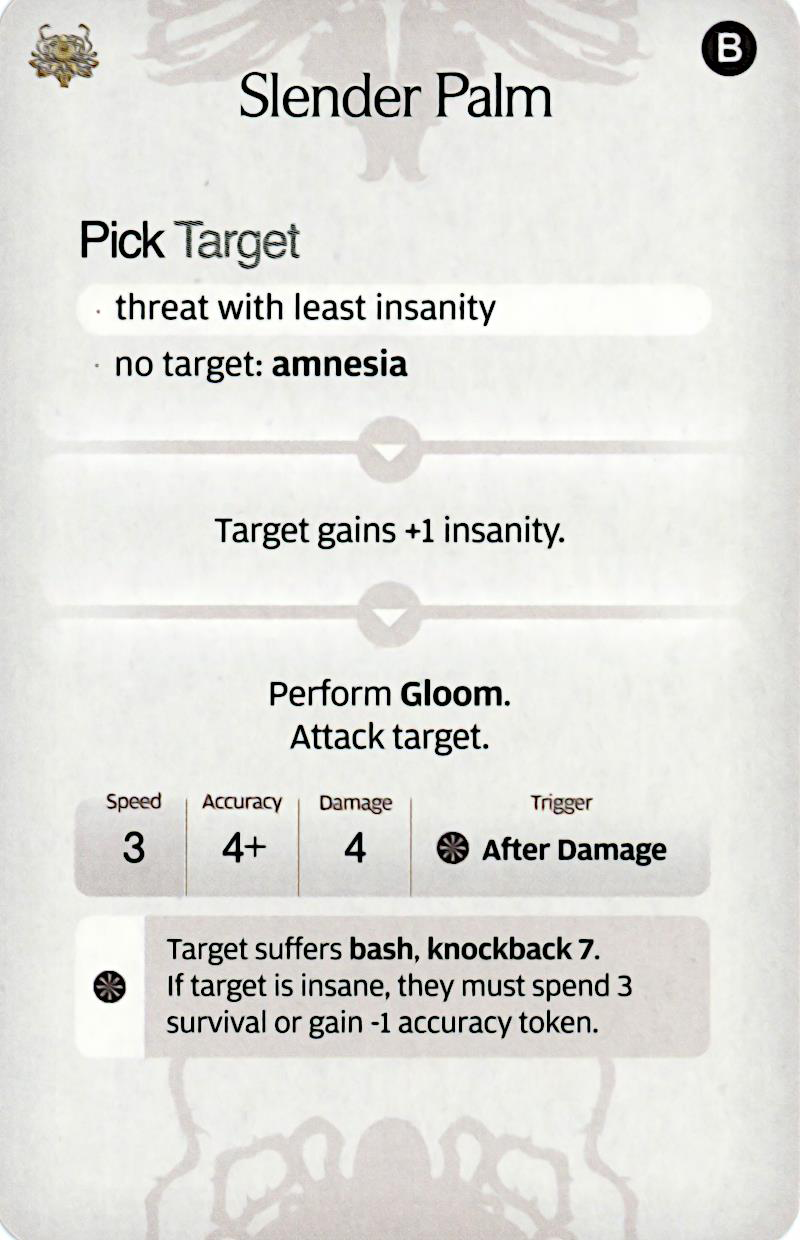 B
Slender Palm
Pick Target
· threat with least insanity
· no target: amnesia
Target gains +1 insanity.
Perform Gloom.
Attack target.
Speed Accuracy Damage Trigger
3 4+ 4 After Damage
Target suffers bash, knockback 7.
If target is insane, they must spend 3
survival or gain -1 accuracy token.